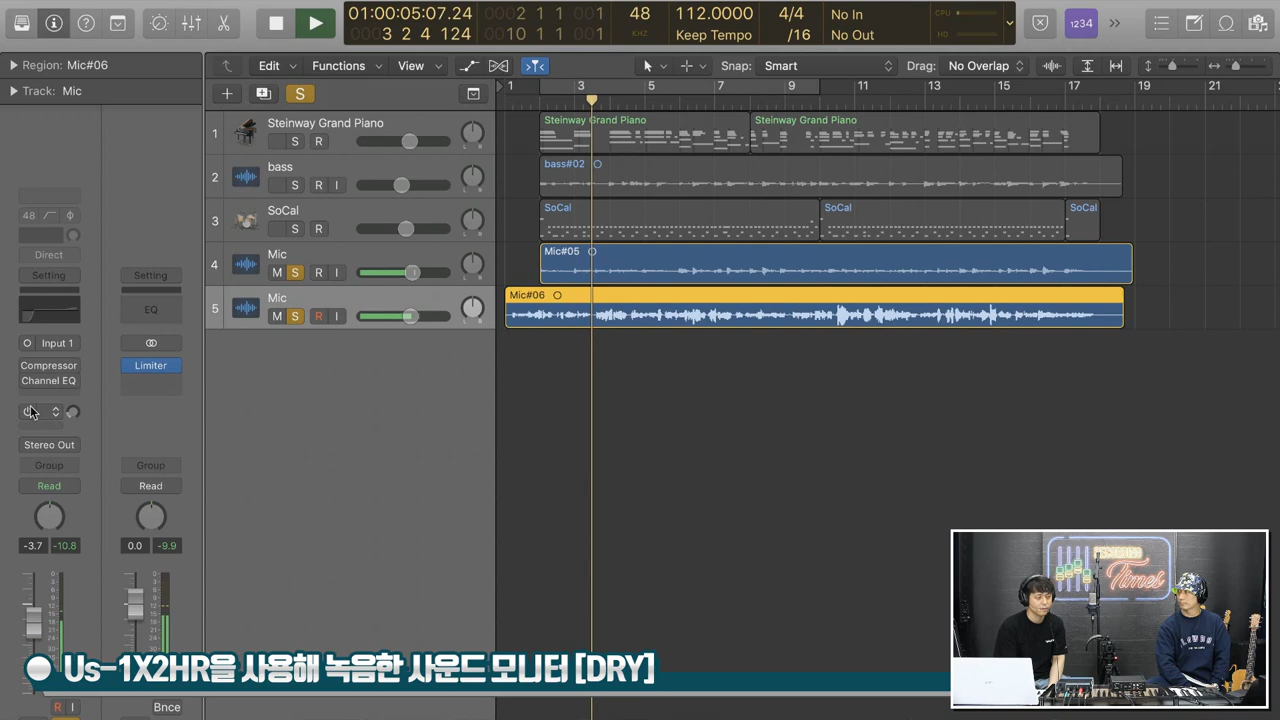 01:00:05:07.24
0002 1 1 001
48
112.0000
4/4
No In
CPU
1234
3 2 4 124
0010 1 1 001
KHZ
Keep Tempo
/16
No Out
HD
Region: Mic#06
Edit
Functions
View
Snap:
Smart
Drag:
No Overlap
Track: Mic
S
1
3
5
7
9
11
13
15
17
19
21
1
Steinway Grand Piano
S
R
Steinway Grand Piano
Steinway Grand Piano
2
bass
S
R
I
bass#02
3
SoCal
S
R
SoCal
SoCal
SoCal
4
Mic
M
S
R
I
Mic#05
5
Mic
M
S
R
I
Mic#06
48
Direct
Setting
Setting
EQ
Input 1
Compressor
Limiter
Channel EQ
Stereo Out
Group
Group
Read
Read
-3.7
-10.8
0.0
-9.9
R
I
Bnce
Times
Us-1X2HR을 사용해 녹음한 사운드 모니터 [DRY]